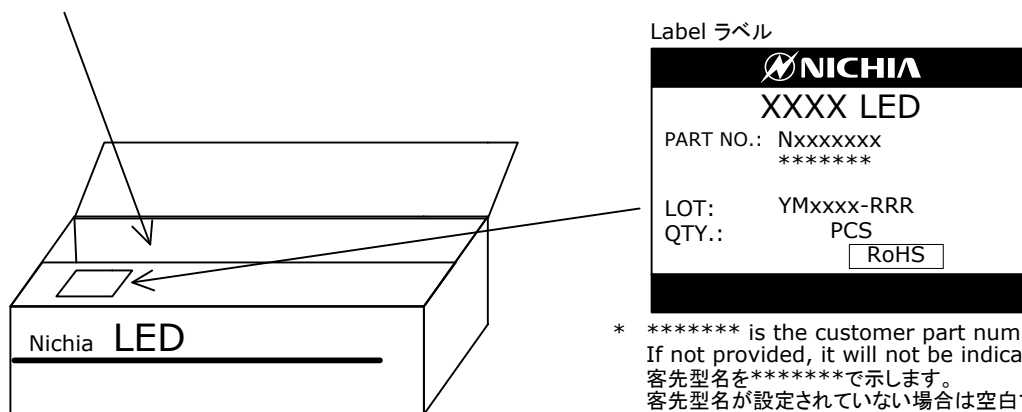 Label ラベル
NICHIA
XXXX LED
PART NO.: Nxxxxxxx
*******
LOT: YMxxxx-RRR
QTY.: PCS
RoHS
Nichia LED
* ******* is the customer part num
If not provided, it will not be indica
客先型名を*******で示します。
客先型名が設定されていない場合は空白